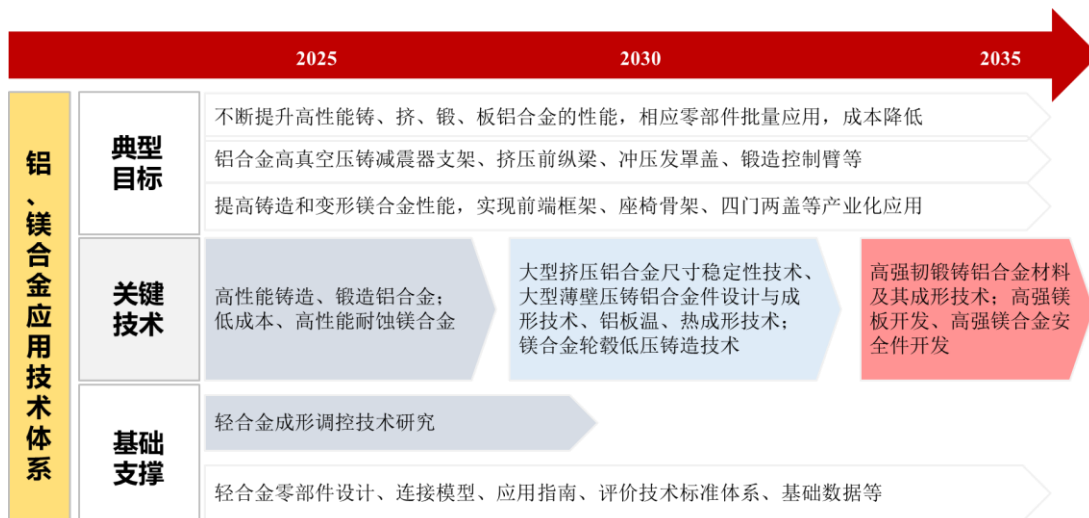 2025
2030
2035
铝、镁合金应用技术体系
典型
目标
不断提升高性能铸、挤、锻、板铝合金的性能，相应零部件批量应用，成本降低
铝合金高真空压铸减震器支架、挤压前纵梁、冲压发罩盖、锻造控制臂等
提高铸造和变形镁合金性能，实现前端框架、座椅骨架、四门两盖等产业化应用
关键
技术
高性能铸造、锻造铝合金；
低成本、高性能耐蚀镁合金
大型挤压铝合金尺寸稳定性技术、
大型薄壁压铸铝合金件设计与成
形技术、铝板温、热成形技术；
镁合金轮毂低压铸造技术
高强韧锻铸铝合金材料
及其成形技术；高强镁
板开发、高强镁合金安
全件开发
基础
支撑
轻合金成形调控技术研究
轻合金零部件设计、连接模型、应用指南、评价技术标准体系、基础数据等